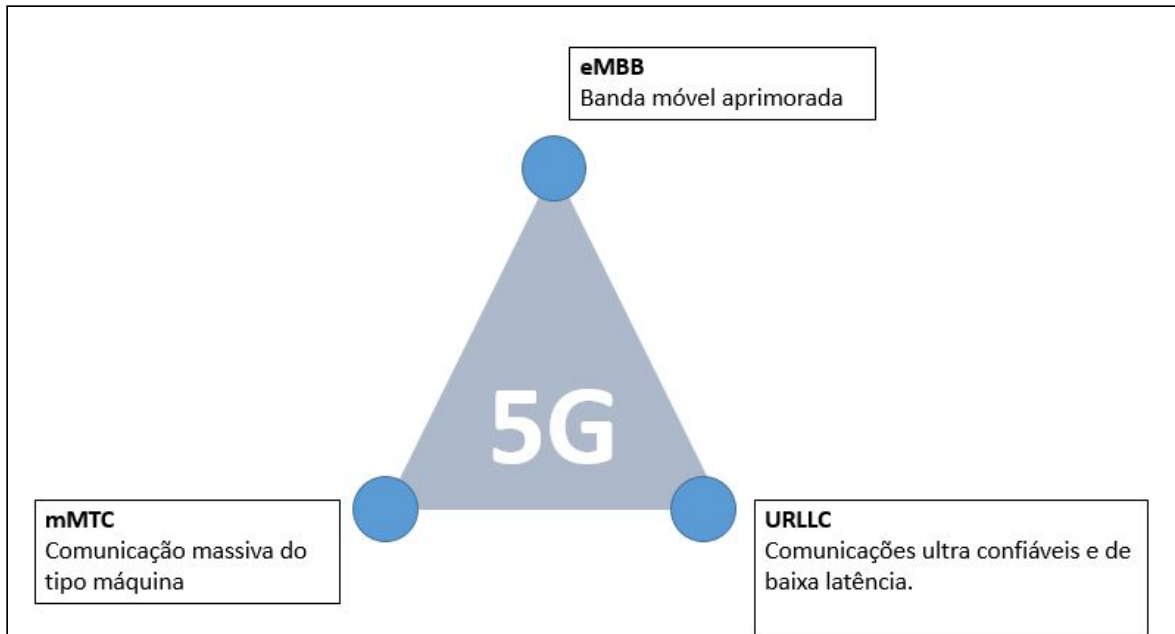 eMBB
Banda móvel aprimorada
5G
mMTC
Comunicação massiva do
tipo máquina
URLLC
Comunicações ultra confiáveis e de
baixa latência.